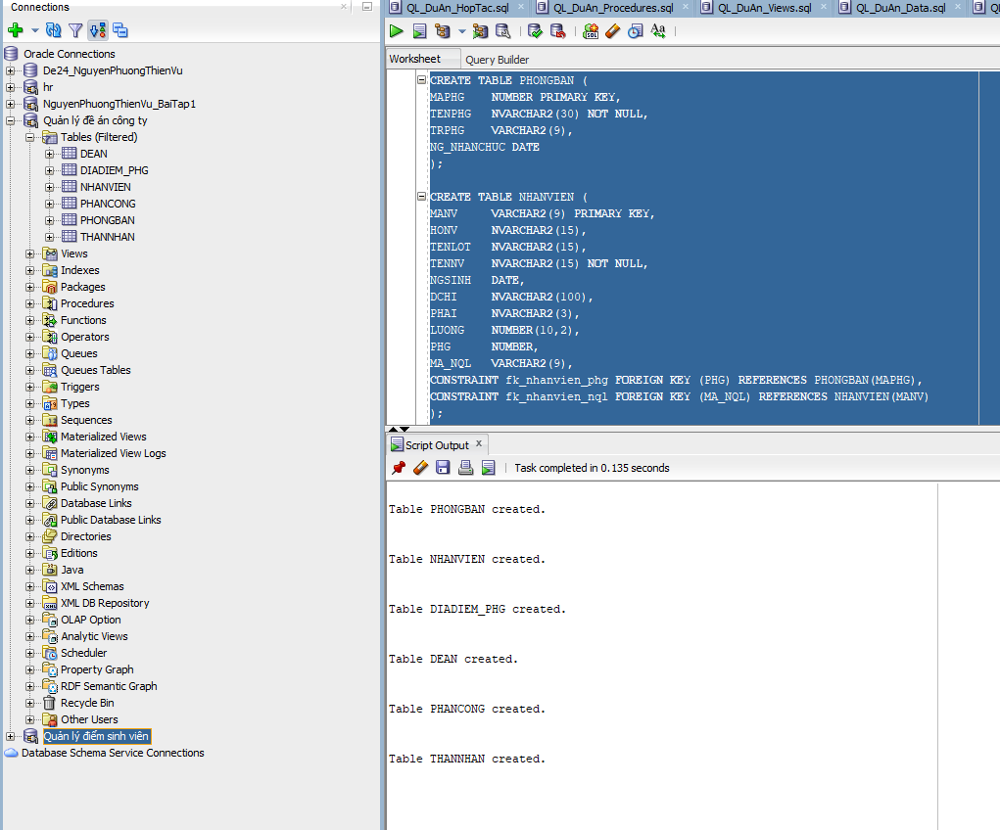 Connections
Oracle Connections
De24_NguyenPhuongThienVu
hr
NguyenPhuongThienVu_BaiTap1
Quản lý đề án công ty
Tables (Filtered)
DEAN
DIADIEM_PHG
NHANVIEN
PHANCONG
PHONGBAN
THANNHAN
Views
Indexes
Packages
Procedures
Functions
Operators
Queues
Queues Tables
Triggers
Types
Sequences
Materialized Views
Materialized View Logs
Synonyms
Public Synonyms
Database Links
Public Database Links
Directories
Editions
Java
XML Schemas
XML DB Repository
OLAP Option
Analytic Views
Scheduler
Property Graph
RDF Semantic Graph
Recycle Bin
Other Users
Quản lý điểm sinh viên
Database Schema Service Connections
QL_DuAn_HopTac.sql
QL_DuAn_Procedures.sql
QL_DuAn_Views.sql
QL_DuAn_Data.sql
Worksheet
Query Builder
CREATE TABLE PHONGBAN (
MAPHG NUMBER PRIMARY KEY,
TENPHG NVARCHAR2(30) NOT NULL,
TRPHG VARCHAR2(9),
NG_NHANCHUC DATE
);
CREATE TABLE NHANVIEN (
MANV VARCHAR2(9) PRIMARY KEY,
HONV NVARCHAR2(15),
TENLOT NVARCHAR2(15),
TENNV NVARCHAR2(15) NOT NULL,
NGSINH DATE,
DCHI NVARCHAR2(100),
PHAI NVARCHAR2(3),
LUONG NUMBER(10,2),
PHG NUMBER,
MA_NQL VARCHAR2(9),
CONSTRAINT fk_nhanvien_phg FOREIGN KEY (PHG) REFERENCES PHONGBAN(MAPHG),
CONSTRAINT fk_nhanvien_nql FOREIGN KEY (MA_NQL) REFERENCES NHANVIEN(MANV)
);
Script Output
Task completed in 0.135 seconds
Table PHONGBAN created.
Table NHANVIEN created.
Table DIADIEM_PHG created.
Table DEAN created.
Table PHANCONG created.
Table THANNHAN created.